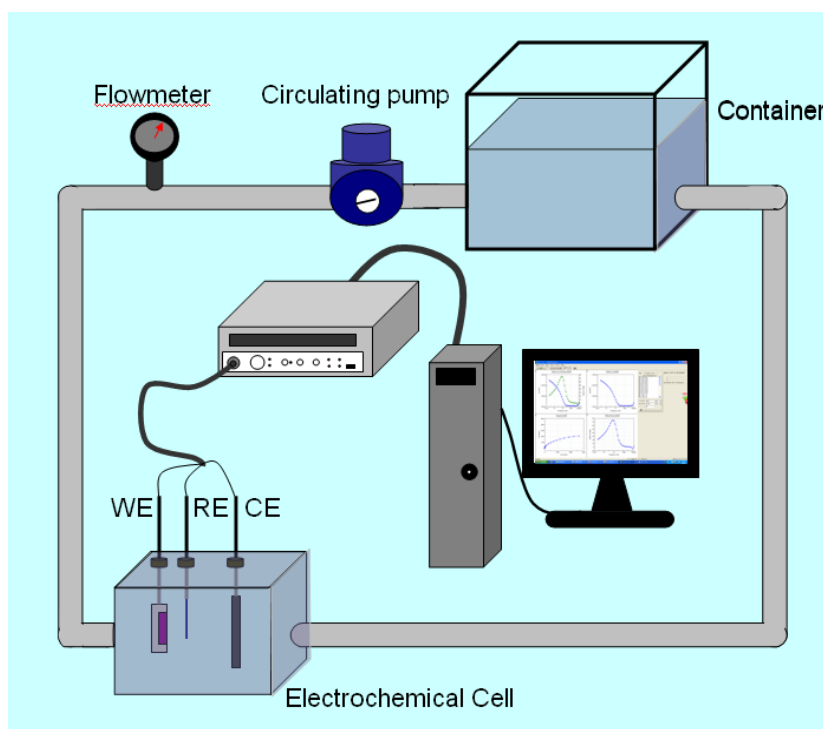 Flowmeter
Circulating pump
Container
WE
RE
CE
Electrochemical Cell